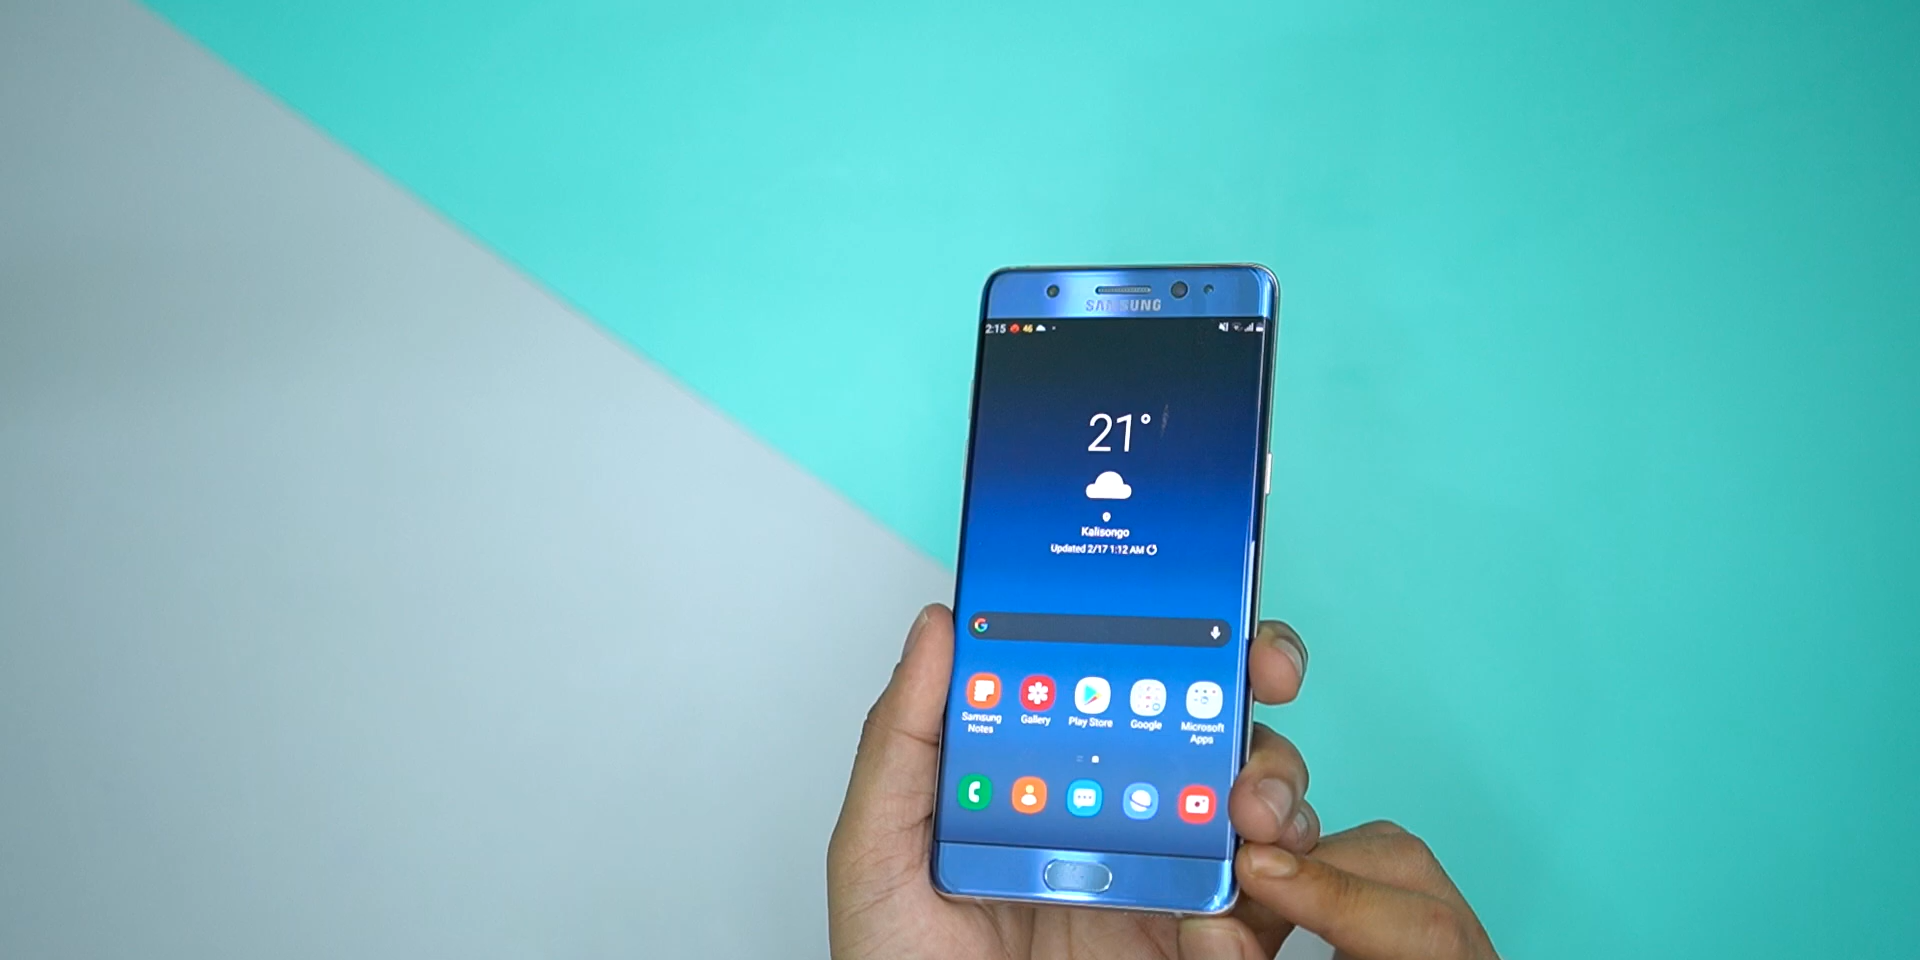 SAMSUNG
2:15 46
21°
Kalisongo
Updated 2/17 1:12 AM
G
Samsung Notes
Gallery
Play Store
Google
Microsoft Apps